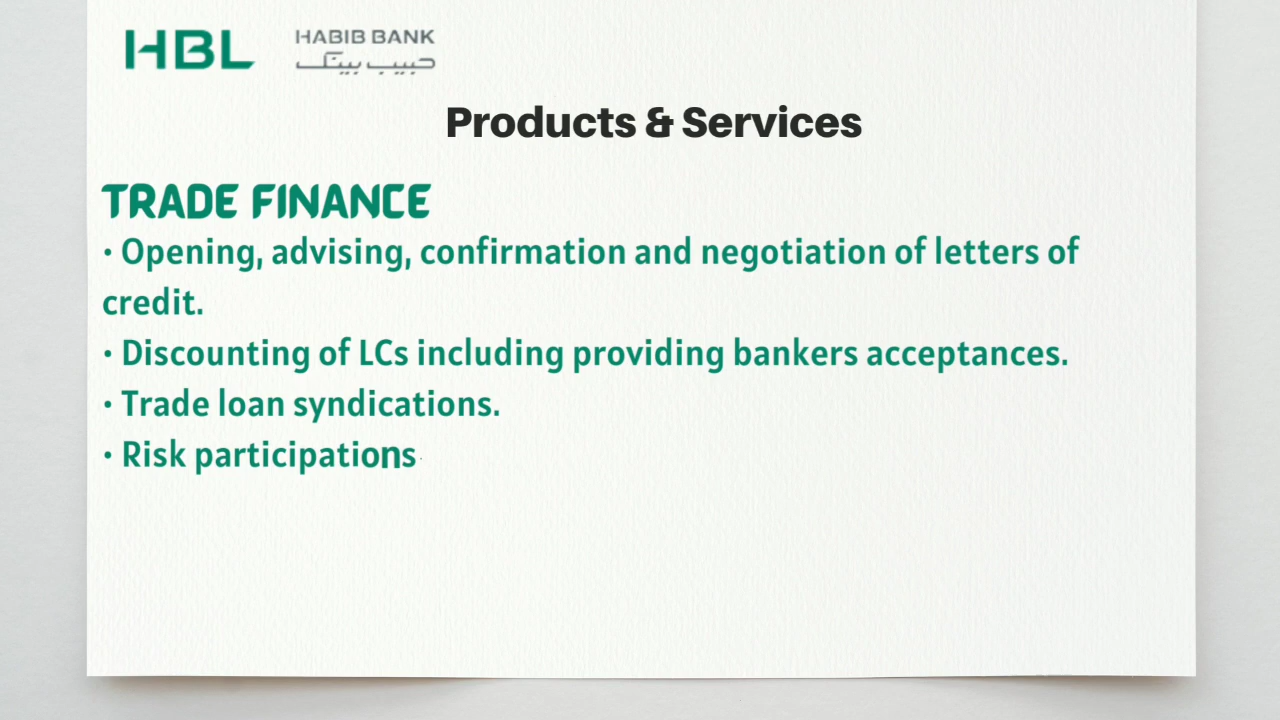 HBL
HABIB BANK
حبیب بینک
Products & Services
TRADE FINANCE
• Opening, advising, confirmation and negotiation of letters of
credit.
• Discounting of LCs including providing bankers acceptances.
• Trade loan syndications.
• Risk participations.